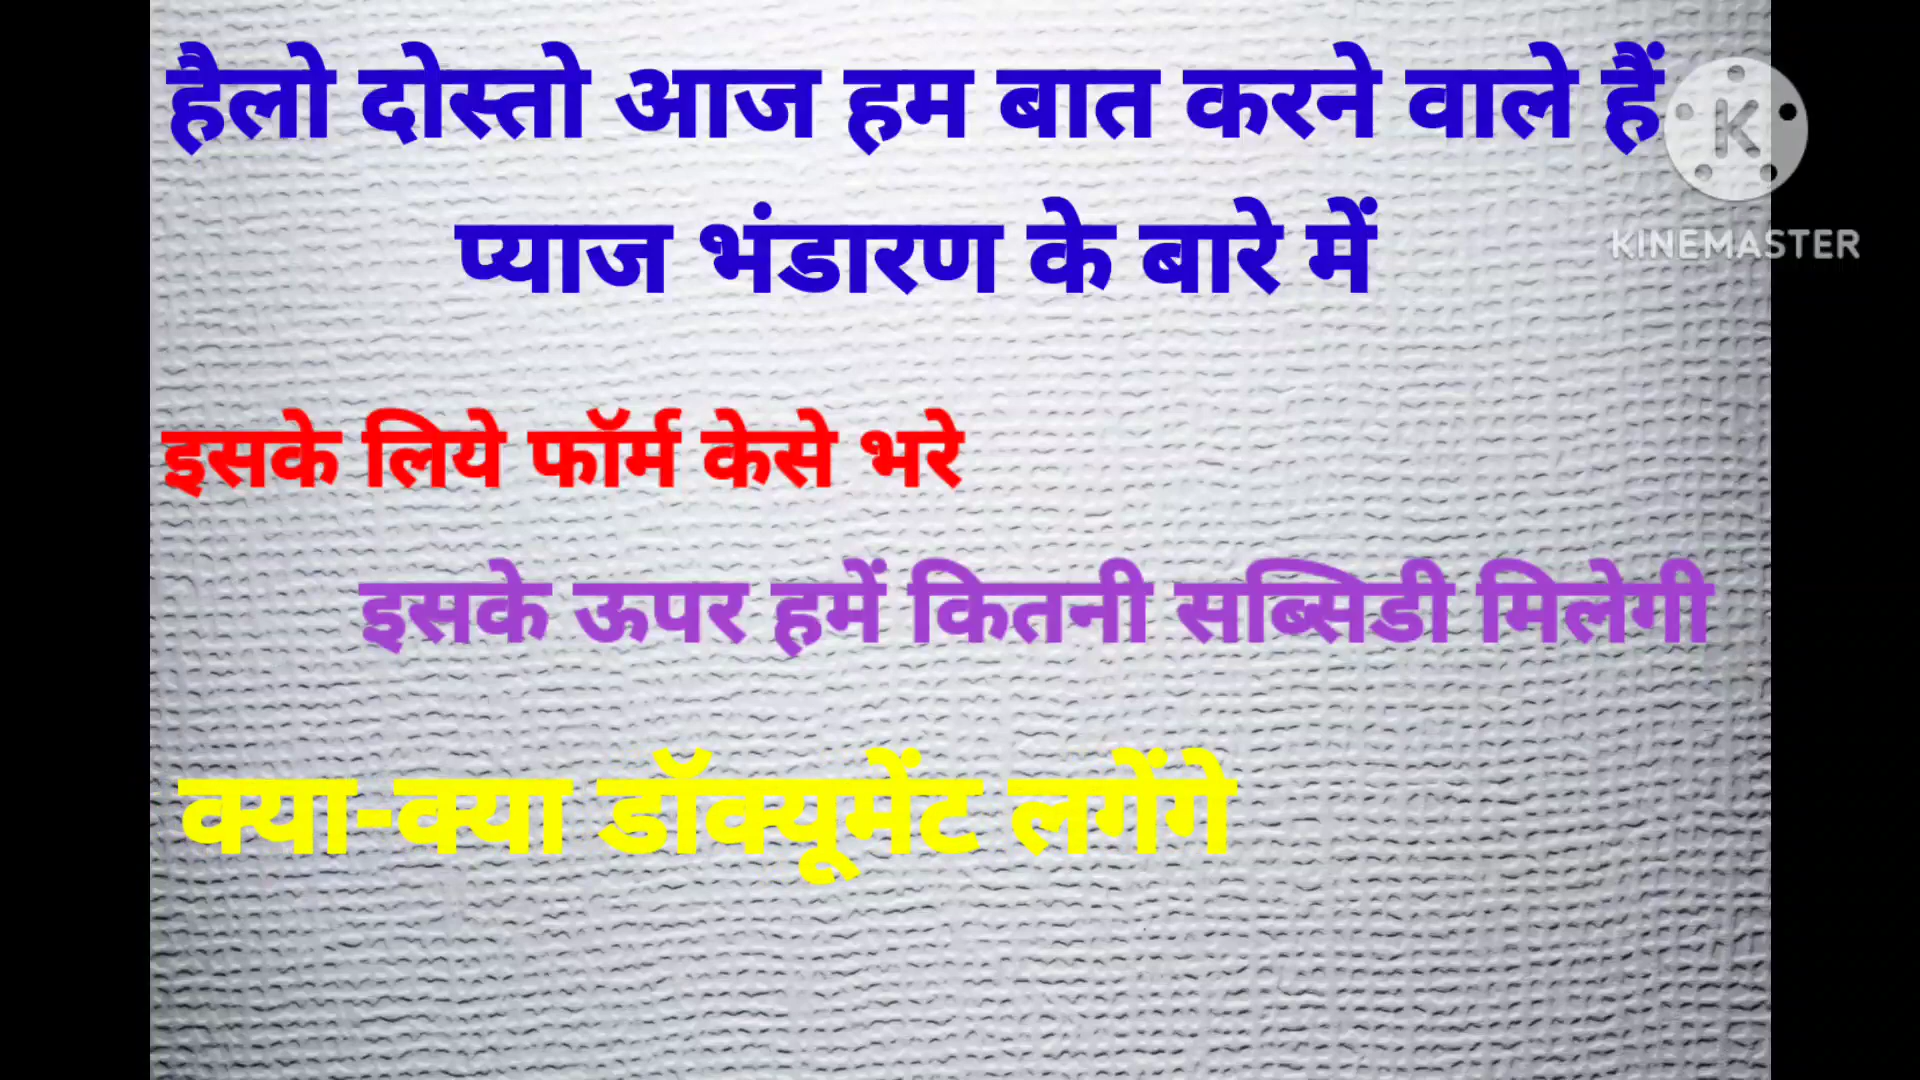 हैलो दोस्तो आज हम बात करने वाले हैं
प्याज भंडारण के बारे में
इसके लिये फॉर्म केसे भरे
इसके ऊपर हमें कितनी सब्सिडी मिलेगी
क्या-क्या डॉक्यूमेंट लगेंगे
K
KINEMASTER